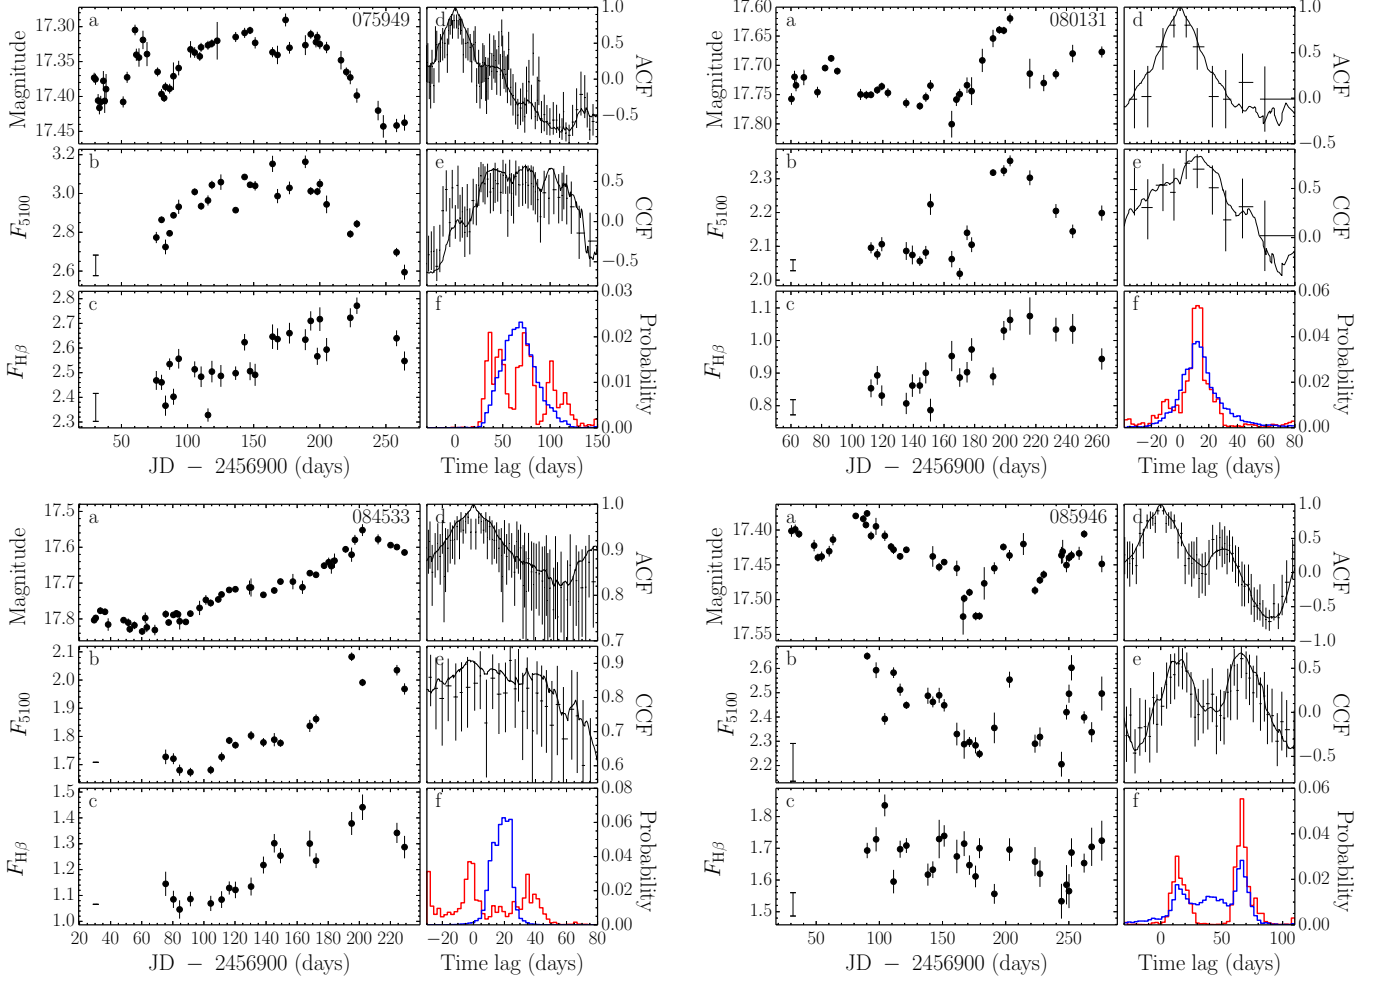 a 075949
Magnitude
17.30
17.35
17.40
17.45
d
ACF
1.0
0.5
0.0
−0.5
b
F5100
3.2
3.0
2.8
2.6
e
CCF
0.5
0.0
−0.5
c
FHβ
2.8
2.7
2.6
2.5
2.4
2.3
50 100 150 200 250
JD − 2456900 (days)
f
Probability
0.03
0.02
0.01
0.00
0 50 100 150
Time lag (days)
a 080131
Magnitude
17.60
17.65
17.70
17.75
17.80
d
ACF
1.0
0.5
0.0
−0.5
b
F5100
2.3
2.2
2.1
2.0
e
CCF
0.5
0.0
c
FHβ
1.1
1.0
0.9
0.8
60 80 100 120 140 160 180 200 220 240 260
JD − 2456900 (days)
f
Probability
0.06
0.04
0.02
0.00
−20 0 20 40 60 80
Time lag (days)
a 084533
Magnitude
17.5
17.6
17.7
17.8
d
ACF
1.0
0.9
0.8
0.7
b
F5100
2.1
2.0
1.9
1.8
1.7
e
CCF
0.9
0.8
0.7
0.6
c
FHβ
1.5
1.4
1.3
1.2
1.1
1.0
20 40 60 80 100 120 140 160 180 200 220
JD − 2456900 (days)
f
Probability
0.08
0.06
0.04
0.02
0.00
−20 0 20 40 60 80
Time lag (days)
a 085946
Magnitude
17.40
17.45
17.50
17.55
d
ACF
1.0
0.5
0.0
−0.5
−1.0
b
F5100
2.6
2.5
2.4
2.3
2.2
e
CCF
0.5
0.0
−0.5
c
FHβ
1.8
1.7
1.6
1.5
50 100 150 200 250
JD − 2456900 (days)
f
Probability
0.06
0.04
0.02
0.00
0 50 100
Time lag (days)